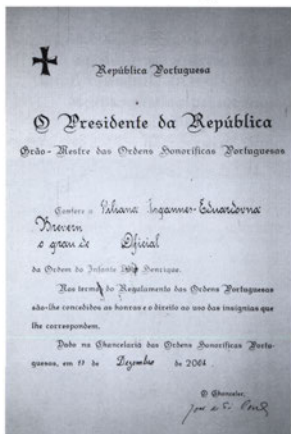 República Portuguesa
O Presidente da República
Grão-Mestre das Ordens Honoríficas Portuguesas
Confere a
Brevern
o grau de Oficial
da Ordem do Infante Henrique.
Nos termos do Regulamento das Ordens Portuguesas
são-lhe concedidas as honras e o direito ao uso das insígnias que
lhe correspondem.
Dado na Chancelaria das Ordens Honoríficas Portu-
guesas, em de Dezembro de
O Chanceler,